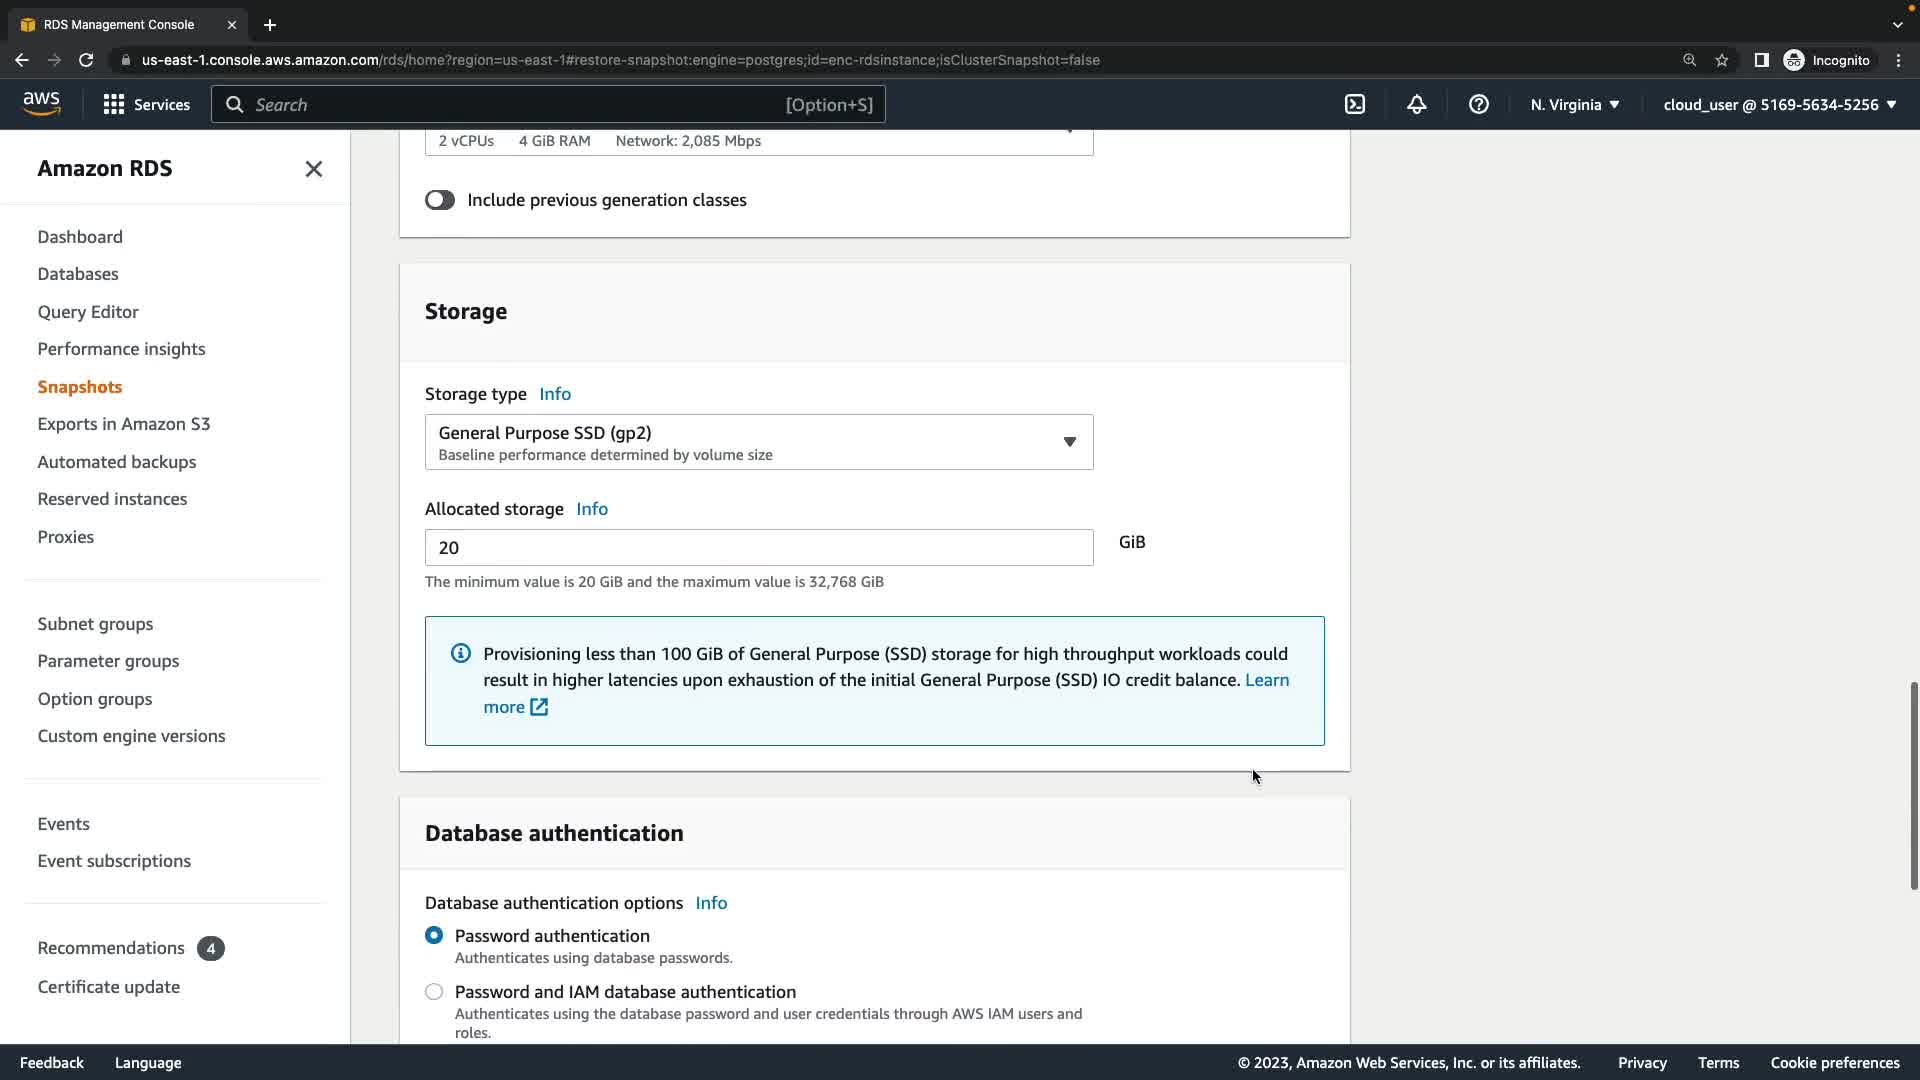 RDS Management Console
us-east-1.console.aws.amazon.com/rds/home?region=us-east-1#restore-snapshot:engine=postgres;id=enc-rdsinstance;isClusterSnapshot=false
Incognito
aws
Services
Search
[Option+S]
N. Virginia
cloud_user @ 5169-5634-5256
Amazon RDS
Dashboard
Databases
Query Editor
Performance insights
Snapshots
Exports in Amazon S3
Automated backups
Reserved instances
Proxies
Subnet groups
Parameter groups
Option groups
Custom engine versions
Events
Event subscriptions
Recommendations 4
Certificate update
2 vCPUs 4 GiB RAM Network: 2,085 Mbps
Include previous generation classes
Storage
Storage type Info
General Purpose SSD (gp2)
Baseline performance determined by volume size
Allocated storage Info
20
GiB
The minimum value is 20 GiB and the maximum value is 32,768 GiB
Provisioning less than 100 GiB of General Purpose (SSD) storage for high throughput workloads could
result in higher latencies upon exhaustion of the initial General Purpose (SSD) IO credit balance. Learn
more
Database authentication
Database authentication options Info
Password authentication
Authenticates using database passwords.
Password and IAM database authentication
Authenticates using the database password and user credentials through AWS IAM users and
roles.
Feedback
Language
© 2023, Amazon Web Services, Inc. or its affiliates.
Privacy
Terms
Cookie preferences